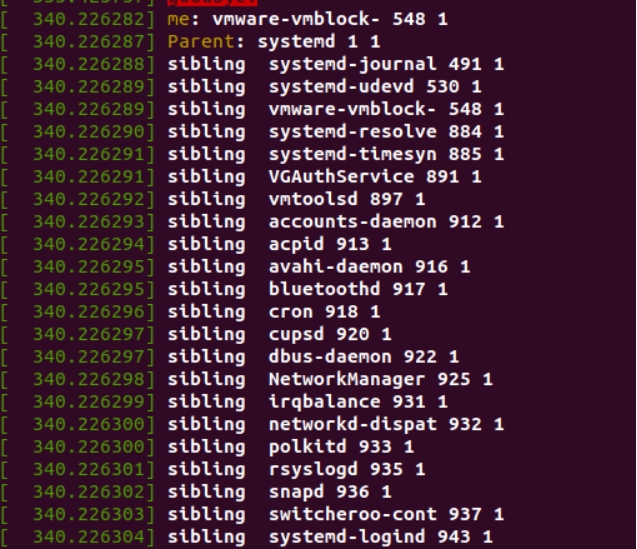 me: vmware-vmblock- 548 1
[  340.226282] me: vmware-vmblock- 548 1
[  340.226287] Parent: systemd 1 1
[  340.226288] sibling  systemd-journal 491 1
[  340.226289] sibling  systemd-udevd 530 1
[  340.226289] sibling  vmware-vmblock- 548 1
[  340.226290] sibling  systemd-resolve 884 1
[  340.226291] sibling  systemd-timesyn 885 1
[  340.226291] sibling  VGAuthService 891 1
[  340.226292] sibling  vmtoolsd 897 1
[  340.226293] sibling  accounts-daemon 912 1
[  340.226294] sibling  acpid 913 1
[  340.226295] sibling  avahi-daemon 916 1
[  340.226295] sibling  bluetoothd 917 1
[  340.226296] sibling  cron 918 1
[  340.226297] sibling  cupsd 920 1
[  340.226297] sibling  dbus-daemon 922 1
[  340.226298] sibling  NetworkManager 925 1
[  340.226299] sibling  irqbalance 931 1
[  340.226300] sibling  networkd-dispat 932 1
[  340.226300] sibling  polkitd 933 1
[  340.226301] sibling  rsyslogd 935 1
[  340.226302] sibling  snapd 936 1
[  340.226303] sibling  switcheroo-cont 937 1
[  340.226304] sibling  systemd-logind 943 1